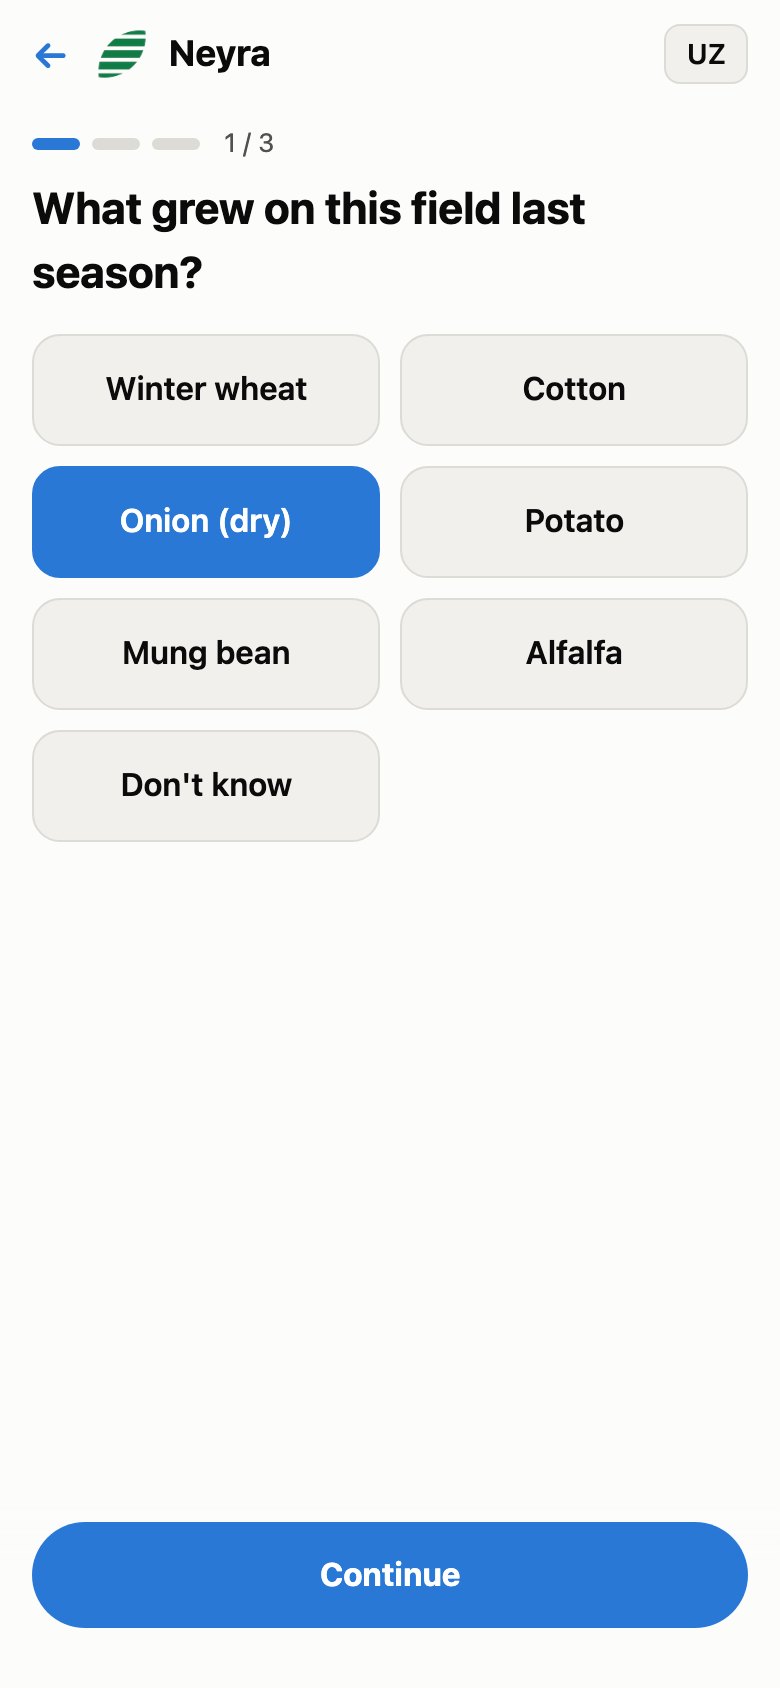 Neyra
UZ
1 / 3
What grew on this field last
season?
Winter wheat
Cotton
Onion (dry)
Potato
Mung bean
Alfalfa
Don't know
Continue